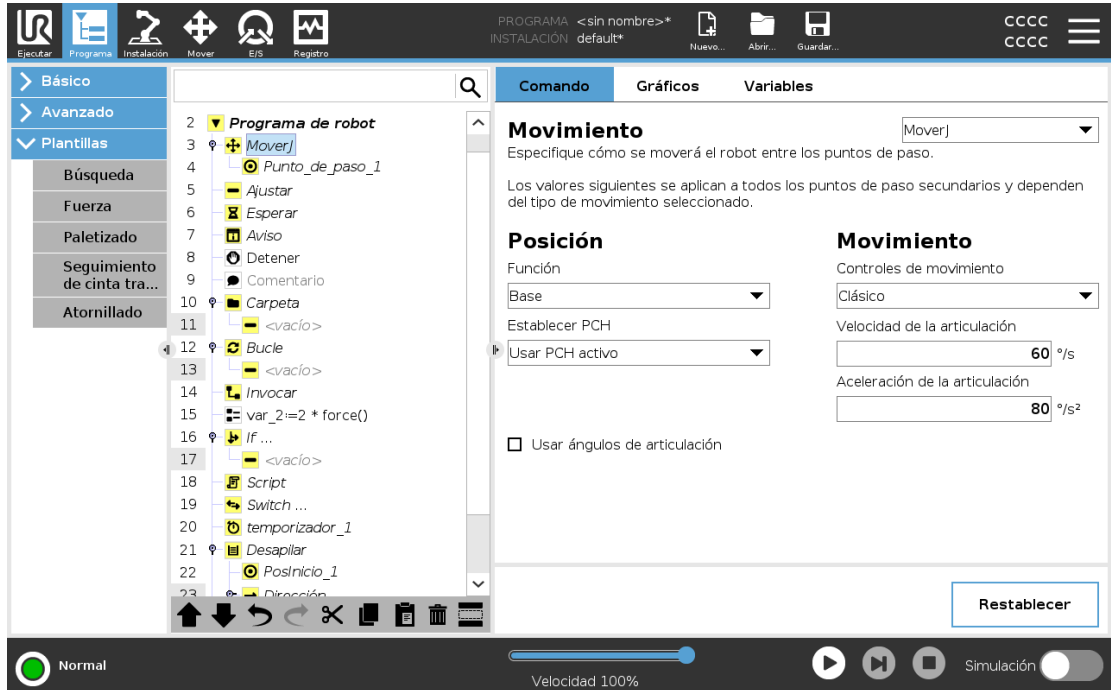 UR
PROGRAMA <sin nombre>*
INSTALACIÓN default*
CCCC
CCCC
Ejecutar
Programa
Instalación
Mover
E/S
Registro
Nuevo...
Abrir...
Guardar...
Básico
Avanzado
Plantillas
Búsqueda
Fuerza
Paletizado
Seguimiento
de cinta tra...
Atornillado
2 Programa de robot
3 MoverJ
4 Punto_de_paso_1
5 Ajustar
6 Esperar
7 Aviso
8 Detener
9 Comentario
10 Carpeta
11 <vacío>
12 Bucle
13 <vacío>
14 Invocar
15 var_2:=2 * force()
16 If ...
17 <vacío>
18 Script
19 Switch ...
20 temporizador_1
21 Desapilar
22 PosInicio_1
23 Dirección
Comando
Gráficos
Variables
Movimiento
MoverJ
Especifique cómo se moverá el robot entre los puntos de paso.
Los valores siguientes se aplican a todos los puntos de paso secundarios y dependen
del tipo de movimiento seleccionado.
Posición
Función
Base
Establecer PCH
Usar PCH activo
Usar ángulos de articulación
Movimiento
Controles de movimiento
Clásico
Velocidad de la articulación
60 °/s
Aceleración de la articulación
80 °/s²
Restablecer
Normal
Velocidad 100%
Simulación